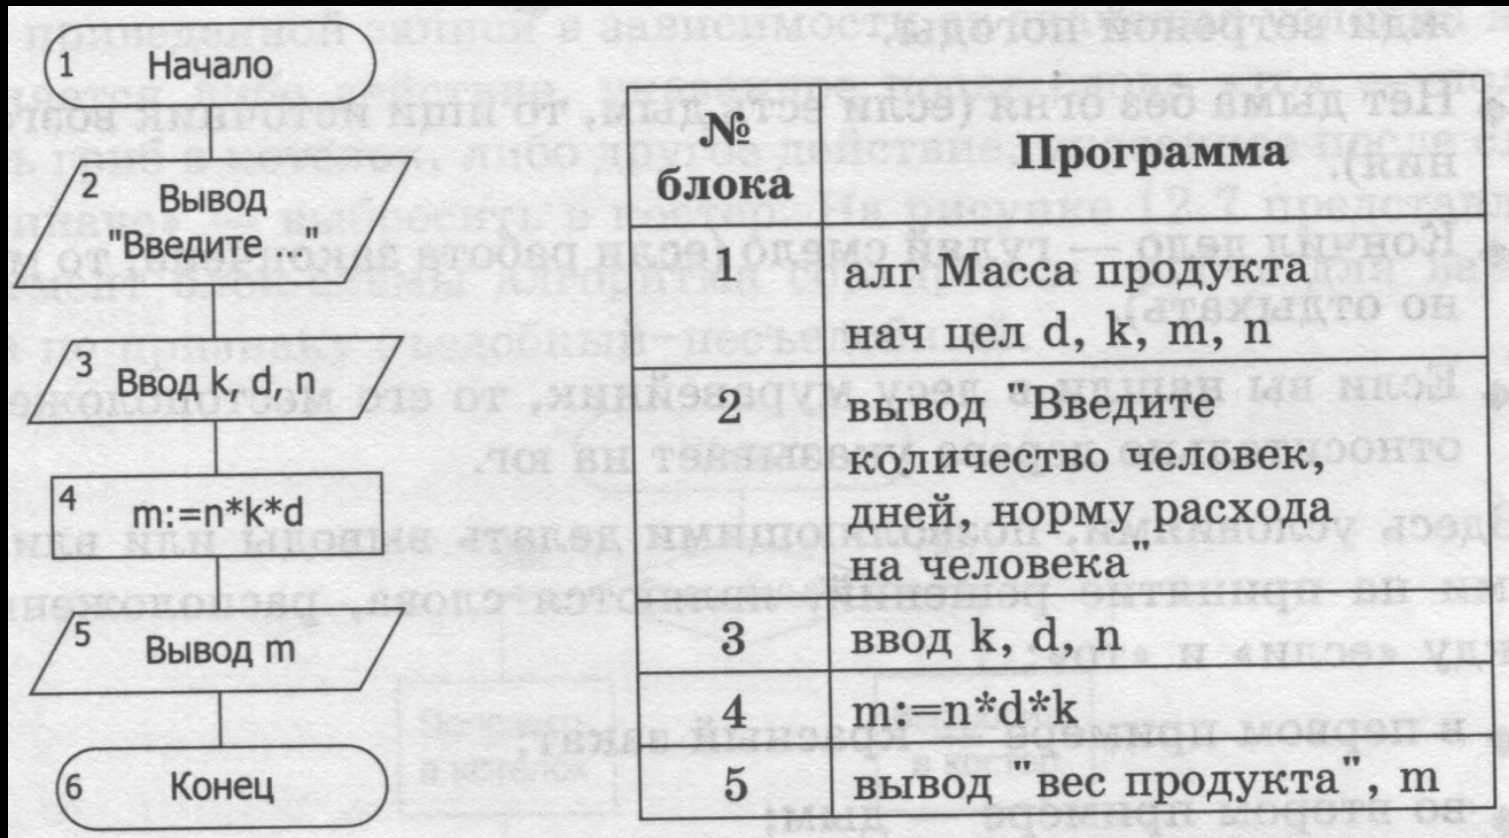 1 Начало
2 Вывод
"Введите ..."
3 Ввод k, d, n
4 m:=n*k*d
5 Вывод m
6 Конец
№ блока Программа
1 алг Масса продукта
нач цел d, k, m, n
2 вывод "Введите
количество человек,
дней, норму расхода
на человека"
3 ввод k, d, n
4 m:=n*d*k
5 вывод "вес продукта", m